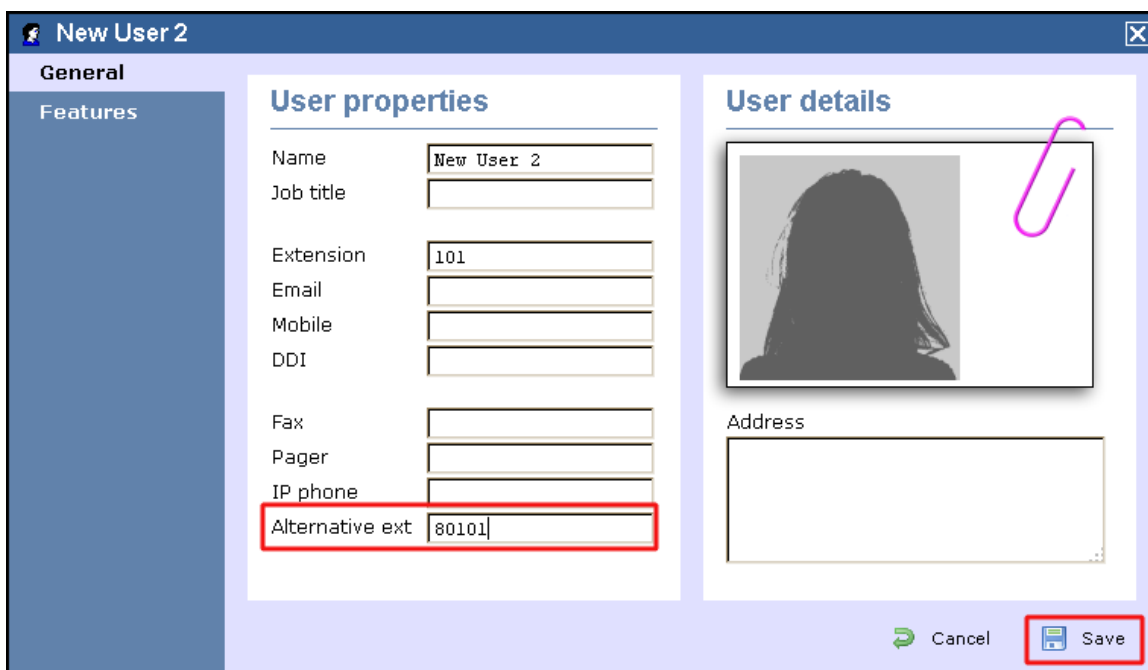 New User 2
General
Features
User properties
Name New User 2
Job title
Extension 101
Email
Mobile
DDI
Fax
Pager
IP phone
Alternative ext 80101
User details
Address
Cancel Save